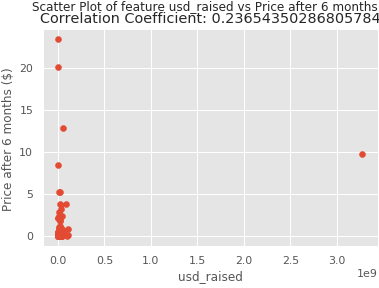 Scatter Plot of feature usd_raised vs Price after 6 months
Correlation Coefficient: 0.23654350286805784
Price after 6 months ($)
20
15
10
5
0
0.0 0.5 1.0 1.5 2.0 2.5 3.0
1e9
usd_raised